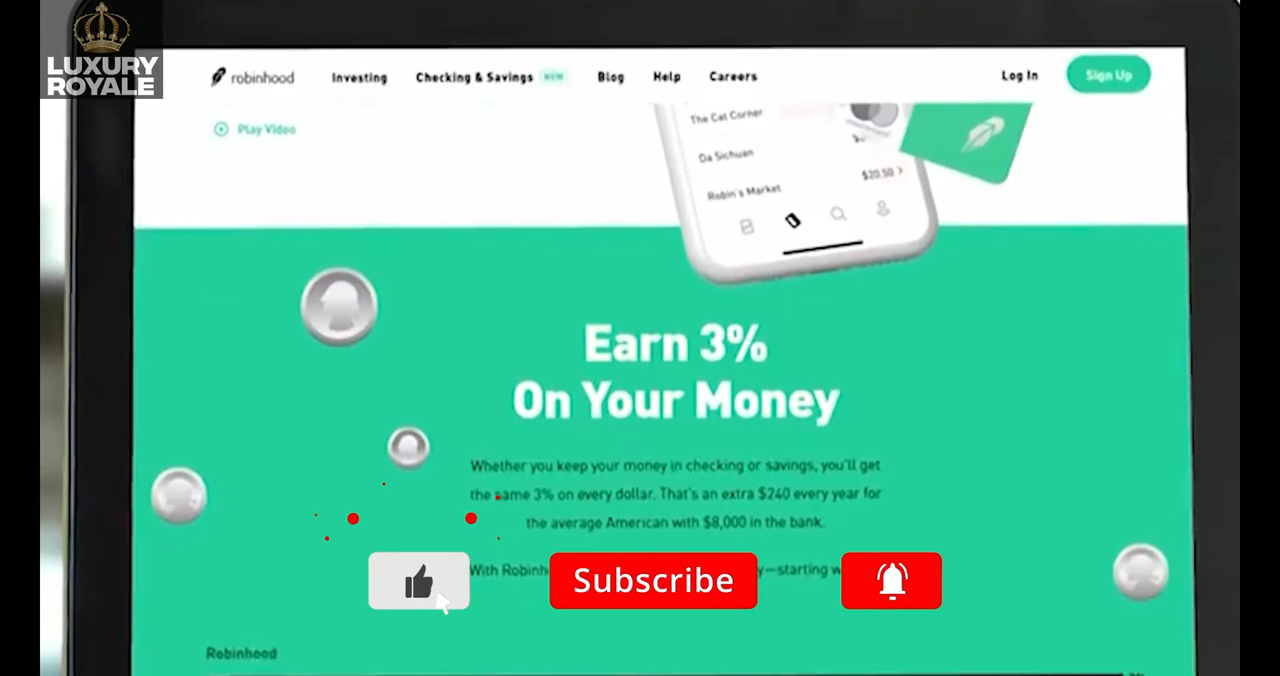 LUXURY
ROYALE
robinhood
Investing
Checking & Savings NEW
Blog
Help
Careers
Log In
Sign Up
Play Video
The Cat Corner
Da Sichuan
Robin's Market
$20.50
Earn 3%
On Your Money
Whether you keep your money in checking or savings, you'll get
the same 3% on every dollar. That's an extra $240 every year for
the average American with $8,000 in the bank.
With Robinh
y—starting w
Subscribe
Robinhood